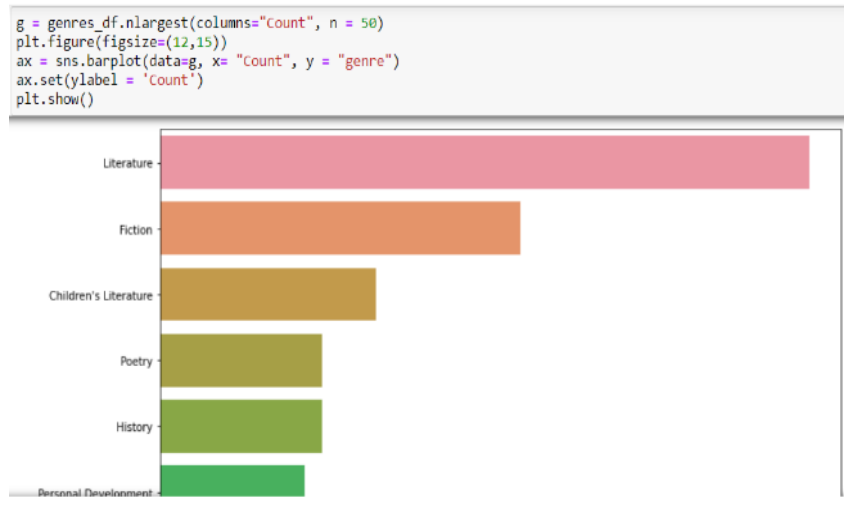 g = genres_df.nlargest(columns="Count", n = 50)
plt.figure(figsize=(12,15))
ax = sns.barplot(data=g, x= "Count", y = "genre")
ax.set(ylabel = 'Count')
plt.show()
Literature
Fiction
Children's Literature
Poetry
History
Personal Development